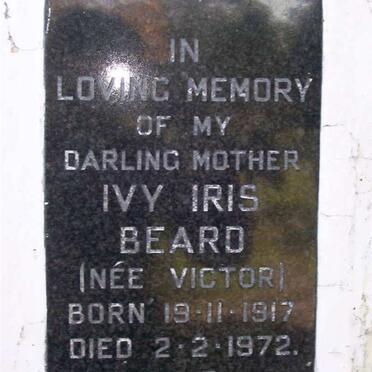 IN
LOVING MEMORY
OF MY
DARLING MOTHER
IVY IRIS
BEARD
(NÉE VICTOR)
BORN 19·11·1917
DIED 2·2·1972.